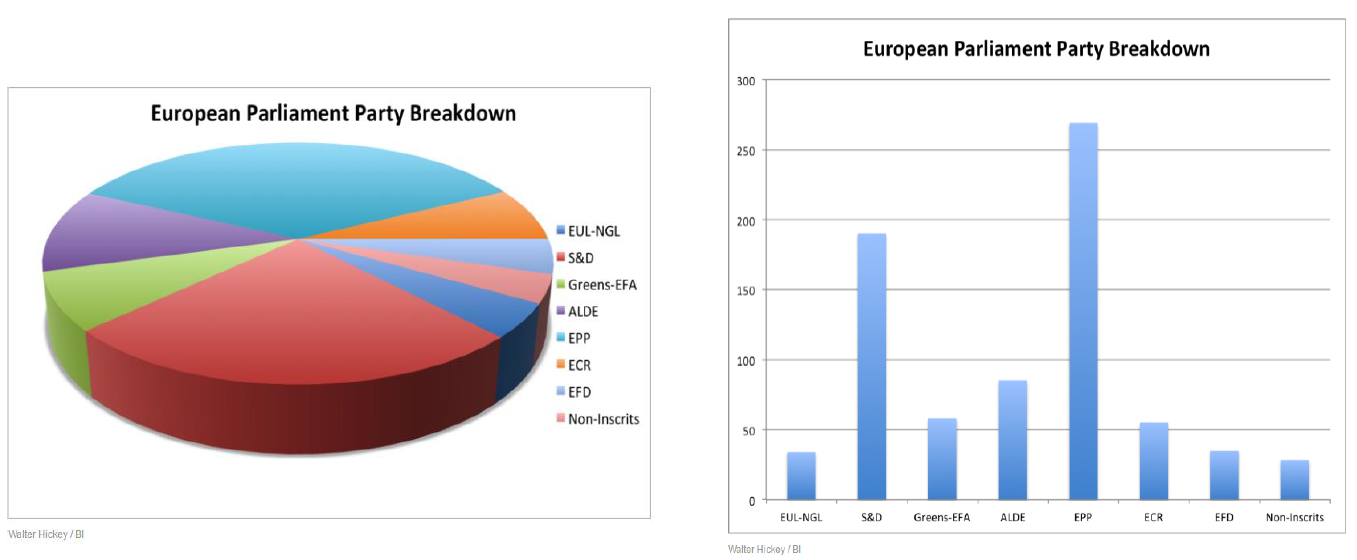 European Parliament Party Breakdown
EUL-NGL
S&D
Greens-EFA
ALDE
EPP
ECR
EFD
Non-Inscrits
Walter Hickey / BI
European Parliament Party Breakdown
300
250
200
150
100
50
0
EUL-NGL S&D Greens-EFA ALDE EPP ECR EFD Non-Inscrits
Walter Hickey / BI